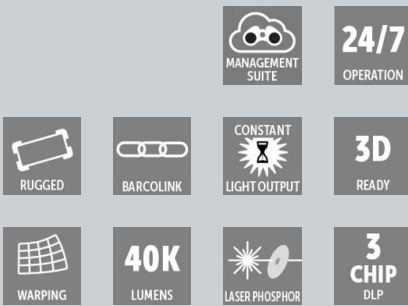 MANAGEMENT
SUITE
24/7
OPERATION
RUGGED
BARCOLINK
CONSTANT
LIGHT OUTPUT
3D
READY
WARPING
40K
LUMENS
LASER PHOSPHOR
3
CHIP
DLP